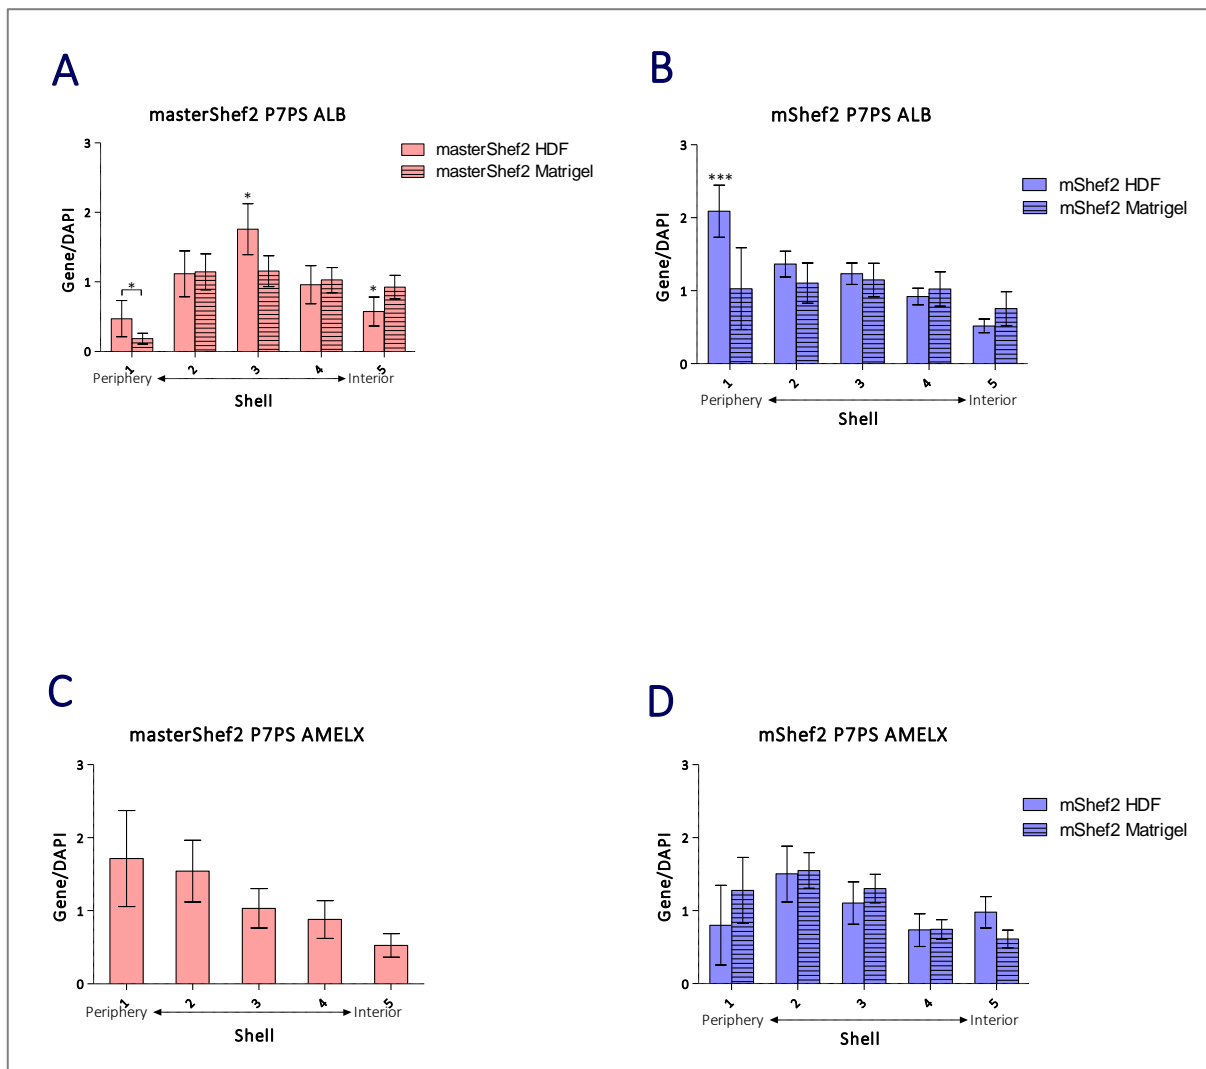 A
masterShef2 P7PS ALB
masterShef2 HDF
masterShef2 Matrigel
Gene/DAPI
3
2
1
0
*
*
*
1 2 3 4 5
Periphery Interior
Shell
B
mShef2 P7PS ALB
mShef2 HDF
mShef2 Matrigel
Gene/DAPI
3
2
1
0
***
1 2 3 4 5
Periphery Interior
Shell
C
masterShef2 P7PS AMELX
Gene/DAPI
3
2
1
0
1 2 3 4 5
Periphery Interior
Shell
D
mShef2 P7PS AMELX
mShef2 HDF
mShef2 Matrigel
Gene/DAPI
3
2
1
0
1 2 3 4 5
Periphery Interior
Shell